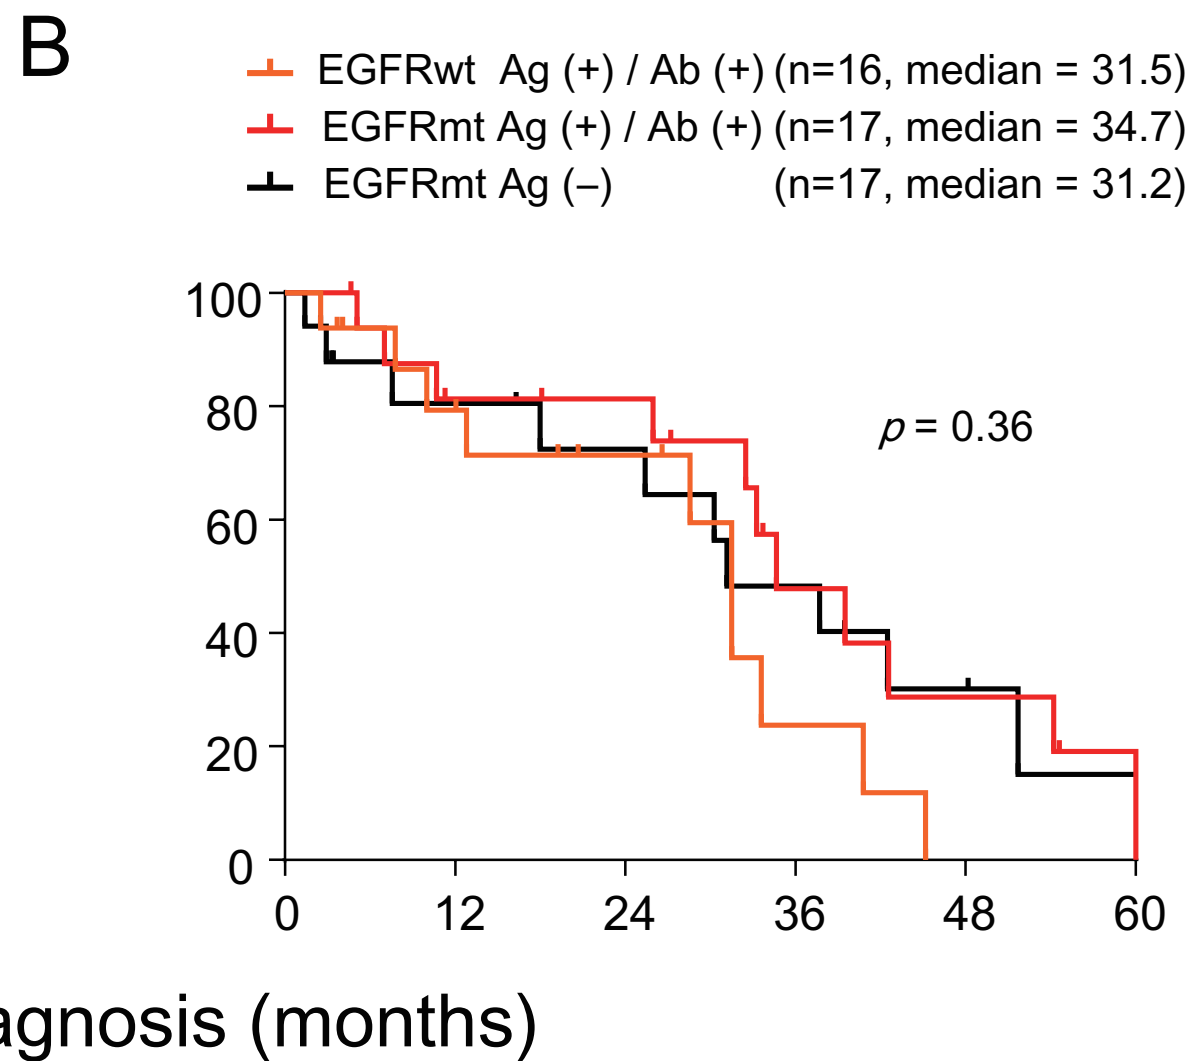 B
EGFRwt Ag (+) / Ab (+) (n=16, median = 31.5)
EGFRmt Ag (+) / Ab (+) (n=17, median = 34.7)
EGFRmt Ag (–) (n=17, median = 31.2)
100
80
p = 0.36
60
40
20
0
0 12 24 36 48 60
(months)